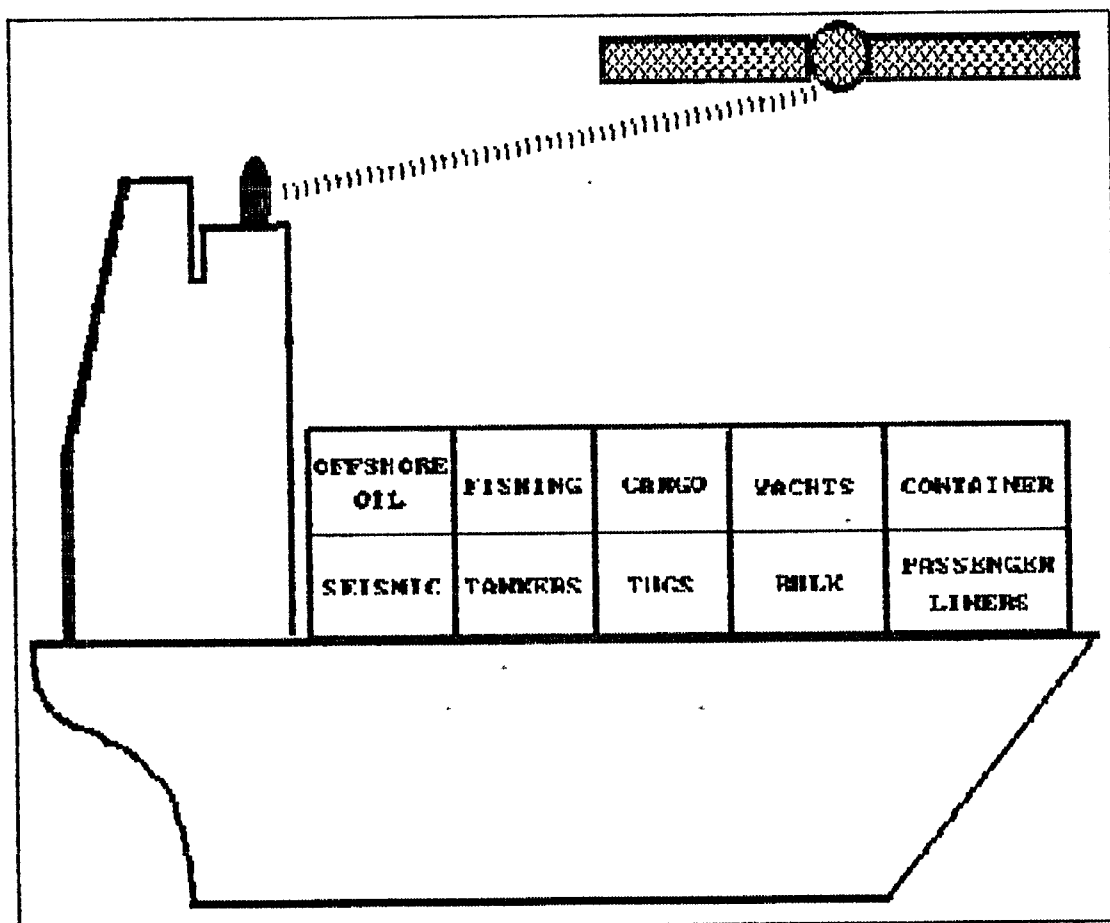 OFFSHORE
OIL
FISHING
CARGO
YACHTS
CONTAINER
SEISMIC
TANKERS
TUGS
BULK
PASSENGER
LINERS